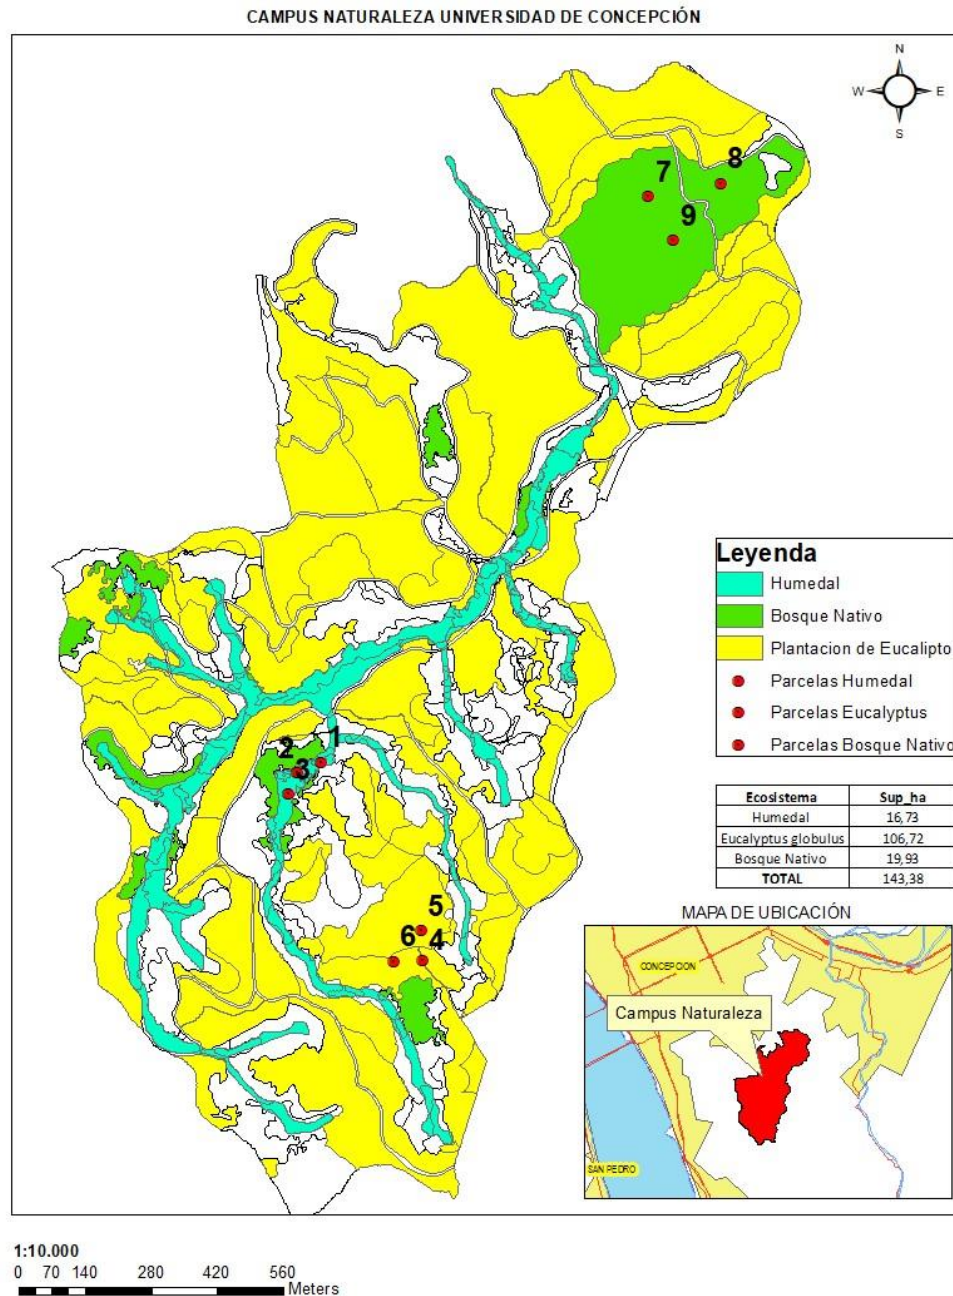 CAMPUS NATURALEZA UNIVERSIDAD DE CONCEPCIÓN
N
W E
S
7
8
9
Leyenda
Humedal
Bosque Nativo
Plantacion de Eucalipto
Parcelas Humedal
Parcelas Eucalyptus
Parcelas Bosque Nativo
2
1
3
Ecosistema Sup_ha
Humedal 16,73
Eucalyptus globulus 106,72
Bosque Nativo 19,93
TOTAL 143,38
5
6 4
MAPA DE UBICACIÓN
CONCEPCION
Campus Naturaleza
SAN PEDRO
1:10.000
0 70 140 280 420 560
Meters